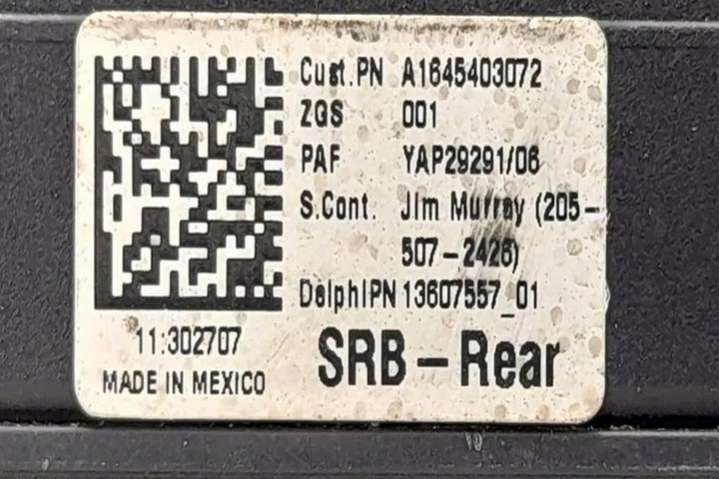 Cust.PN A1645403072
ZGS 001
PAF YAP29291/06
S.Cont. Jim Murray (205-
507-2426)
DelphiPN 13607557_01
11:302707
MADE IN MEXICO
SRB-Rear